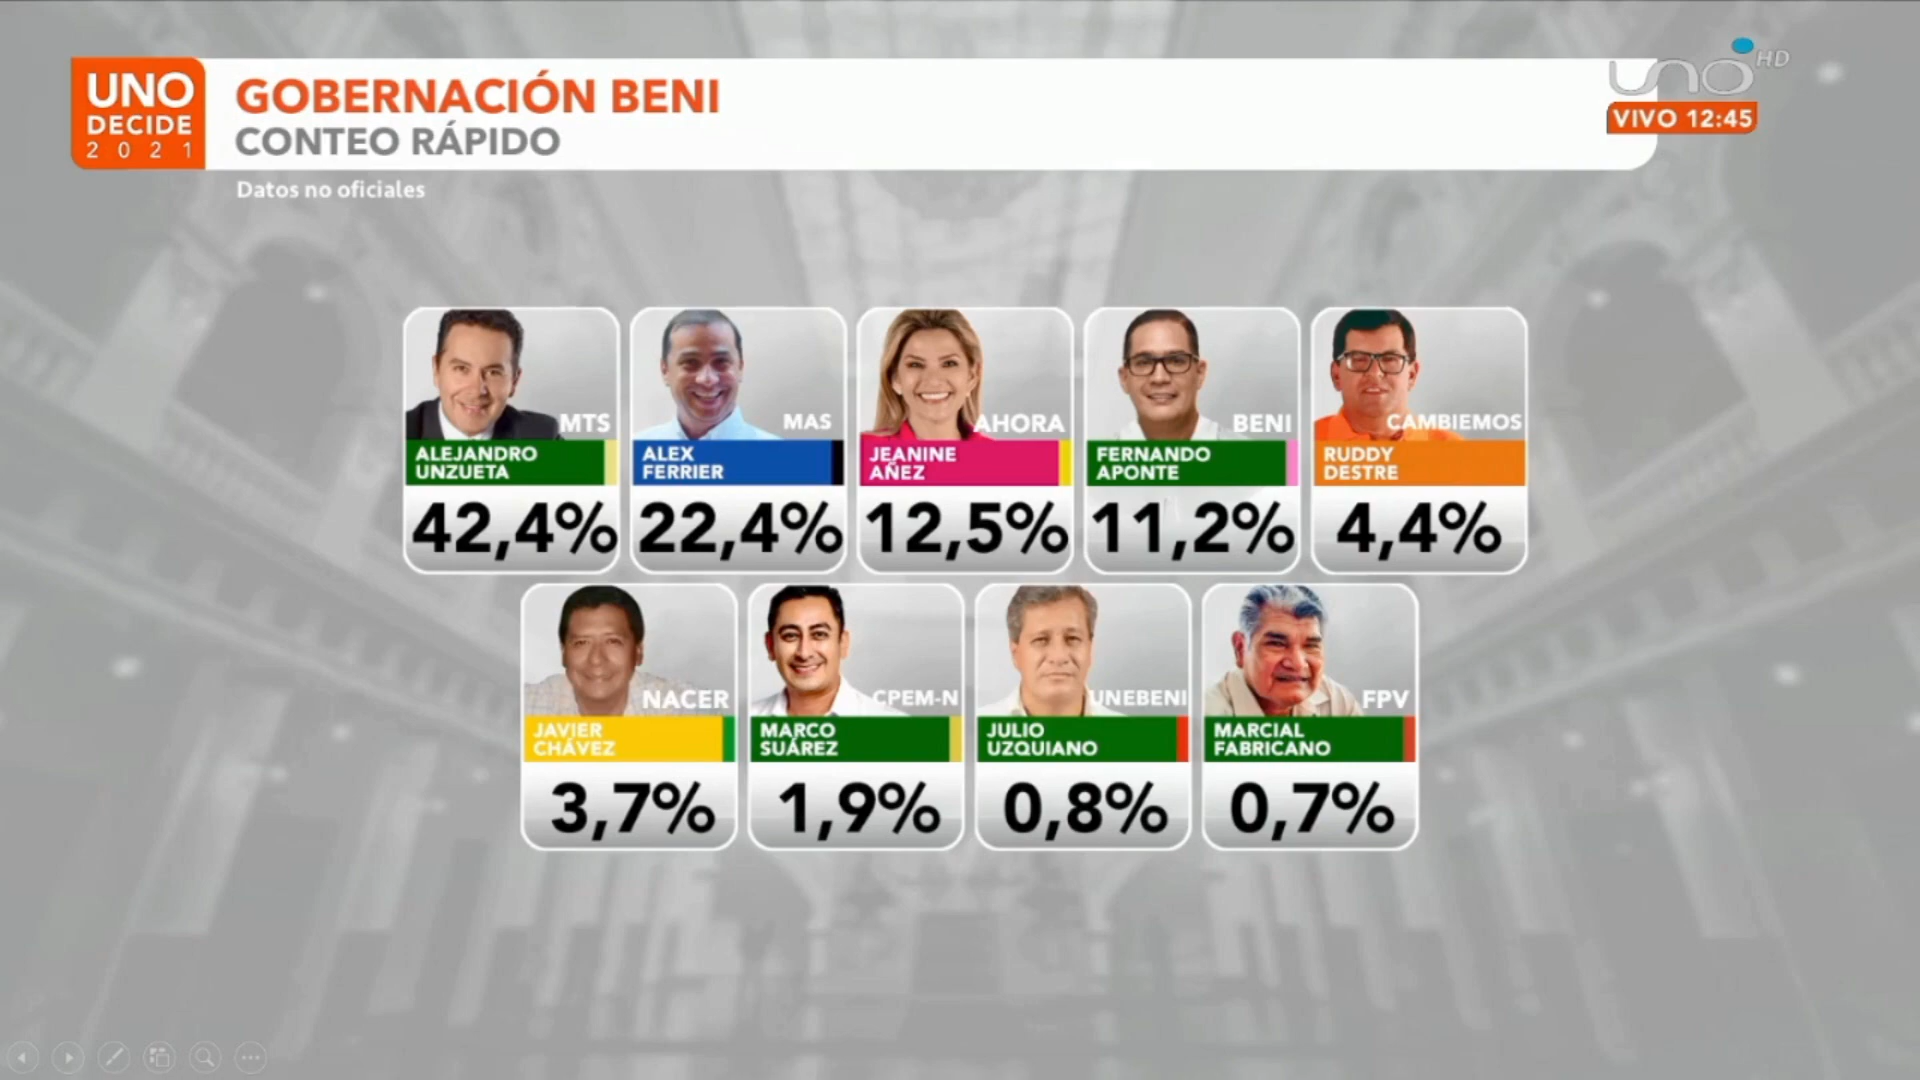 UNO
DECIDE
2021
GOBERNACIÓN BENI
CONTEO RÁPIDO
Datos no oficiales
uno HD
VIVO 12:45
MTS
ALEJANDRO
UNZUETA
42,4%
MAS
ALEX
FERRIER
22,4%
AHORA
JEANINE
AÑEZ
12,5%
BENI
FERNANDO
APONTE
11,2%
CAMBIEMOS
RUDDY
DESTRE
4,4%
NACER
JAVIER
CHÁVEZ
3,7%
CPEM-N
MARCO
SUÁREZ
1,9%
UNEBENI
JULIO
UZQUIANO
0,8%
FPV
MARCIAL
FABRICANO
0,7%